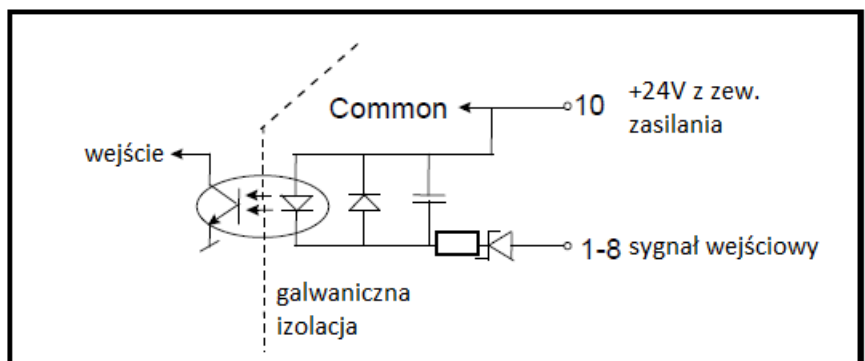 Common
10
+24V z zew.
zasilania
wejście
1-8 sygnał wejściowy
galwaniczna
izolacja